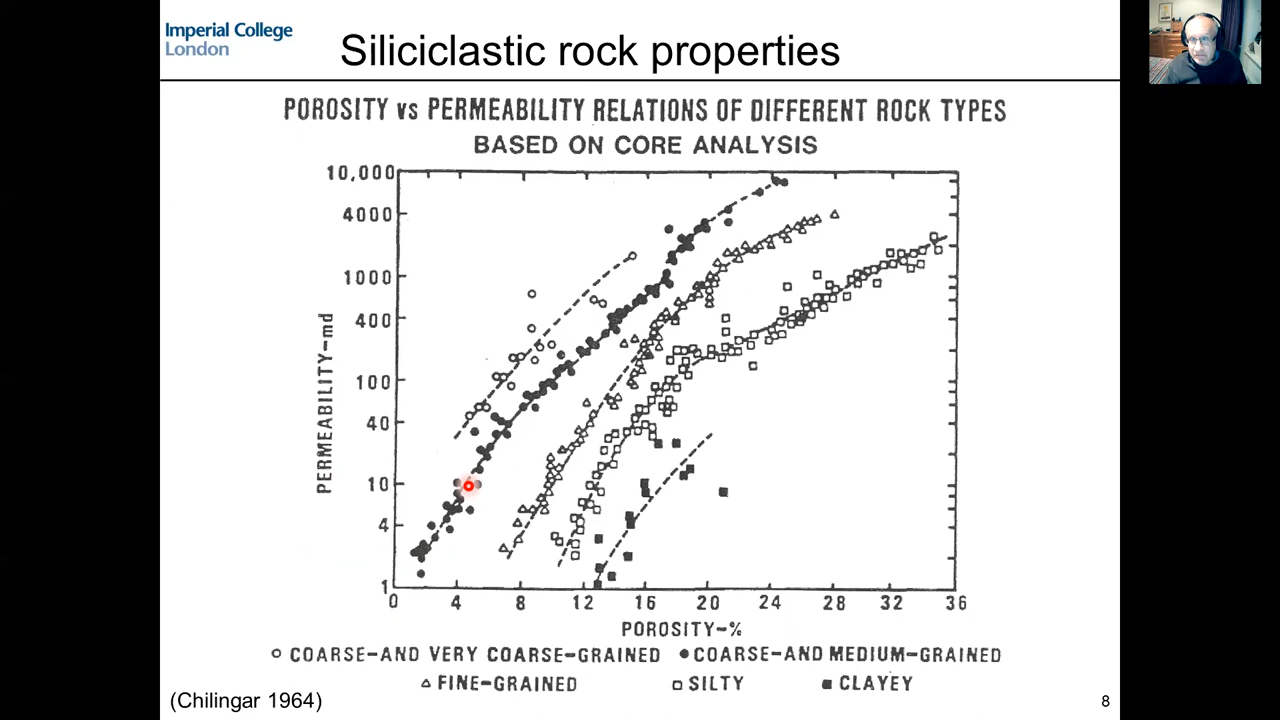 Imperial College
London
Siliciclastic rock properties
POROSITY vs PERMEABILITY RELATIONS OF DIFFERENT ROCK TYPES
BASED ON CORE ANALYSIS
10,000
4000
1000
400
100
40
10
4
1
PERMEABILITY-md
0 4 8 12 16 20 24 28 32 36
POROSITY-%
COARSE-AND VERY COARSE-GRAINED COARSE-AND MEDIUM-GRAINED
FINE-GRAINED SILTY CLAYEY
(Chilingar 1964)
8